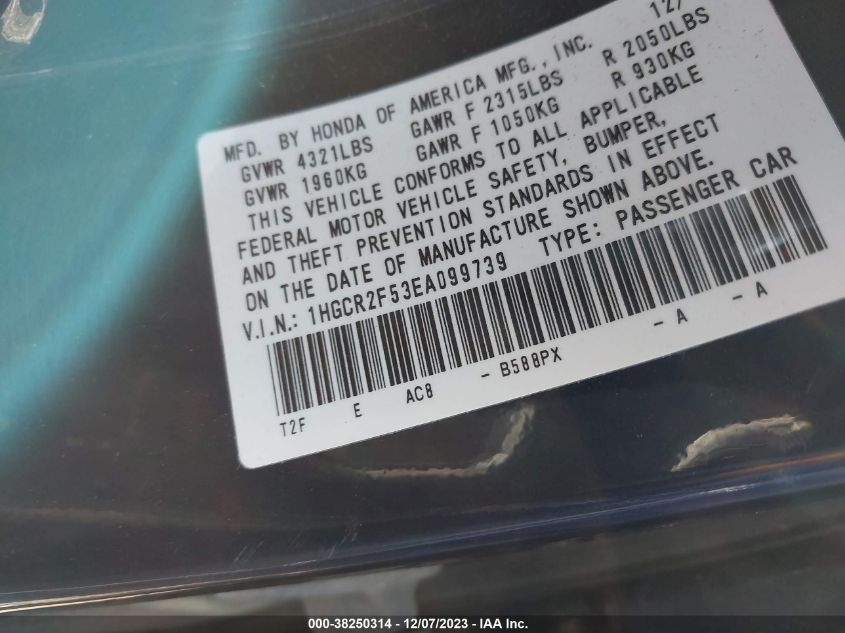 MFD. BY HONDA OF AMERICA MFG., INC. 12/
GVWR 4321LBS GAWR F 2315LBS R 2050LBS
GVWR 1960KG GAWR F 1050KG R 930KG
THIS VEHICLE CONFORMS TO ALL APPLICABLE
FEDERAL MOTOR VEHICLE SAFETY, BUMPER,
AND THEFT PREVENTION STANDARDS IN EFFECT
ON THE DATE OF MANUFACTURE SHOWN ABOVE.
V.I.N.: 1HGCR2F53EA099739 TYPE: PASSENGER CAR
T2F E AC8 - B588PX - A - A
000-38250314 - 12/07/2023 - IAA Inc.